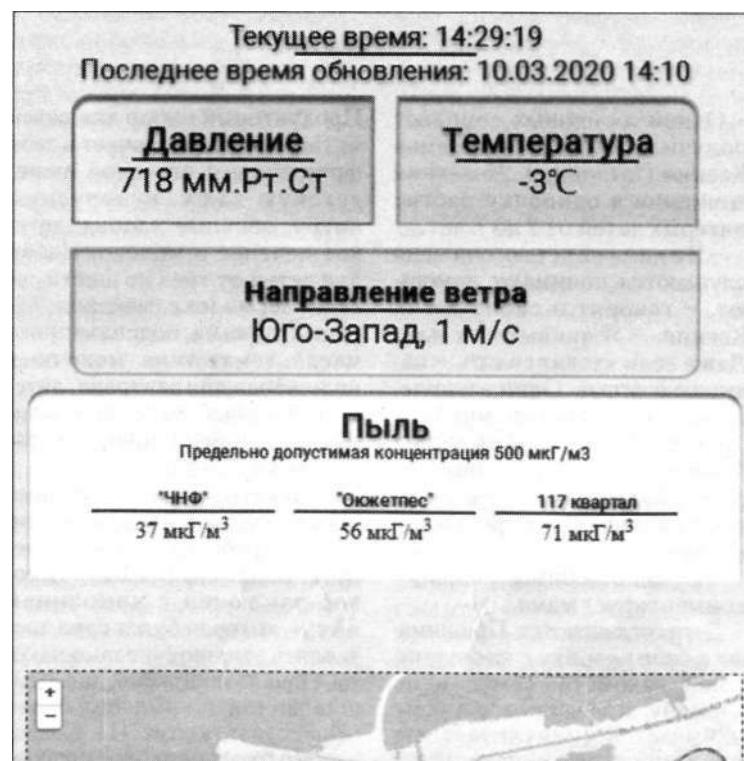 Текущее время: 14:29:19
Последнее время обновления: 10.03.2020 14:10
Давление
718 мм.Рт.Ст
Температура
-3°C
Направление ветра
Юго-Запад, 1 м/с
Пыль
Предельно допустимая концентрация 500 мкГ/м3
"ЧНФ"
37 мкГ/м³
"Окжетпес"
56 мкГ/м³
117 квартал
71 мкГ/м³
+
−